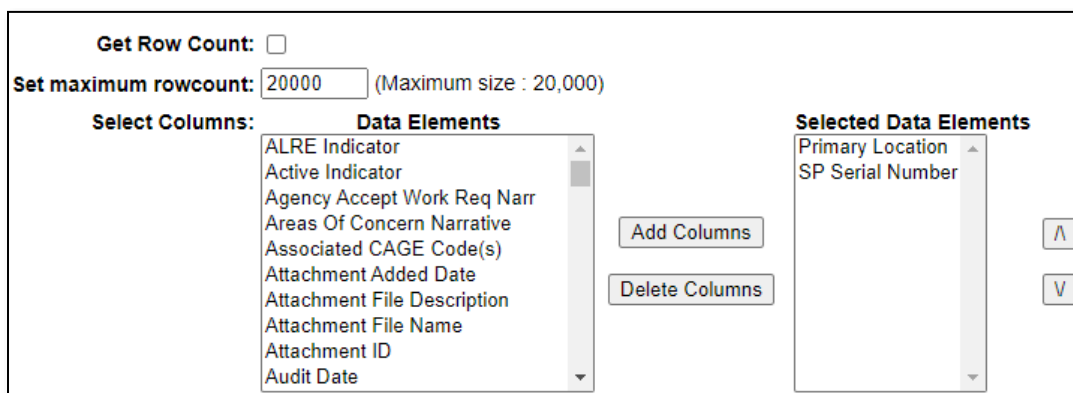 Get Row Count:
Set maximum rowcount: 20000 (Maximum size : 20,000)
Select Columns: Data Elements Selected Data Elements
ALRE Indicator Primary Location
Active Indicator SP Serial Number
Agency Accept Work Req Narr
Areas Of Concern Narrative
Associated CAGE Code(s)
Attachment Added Date
Attachment File Description
Attachment File Name
Attachment ID
Audit Date
Add Columns /\
Delete Columns \/